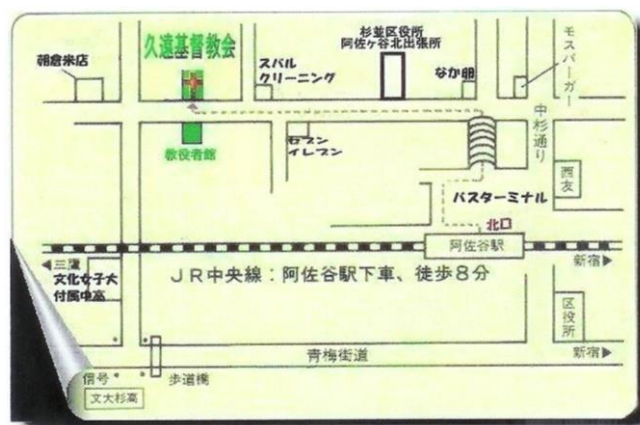 久遠基督教会
朝倉米店
スバル
クリーニング
杉並区役所
阿佐ヶ谷北出張所
なか卯
モスバーガー
教役者館
セブン
イレブン
中杉通り
西友
バスターミナル
北口
阿佐谷駅
新宿▶
◀三鷹
文化女子大
付属中高
JR中央線：阿佐谷駅下車、徒歩8分
区役所
青梅街道
新宿▶
信号
歩道橋
文大杉高